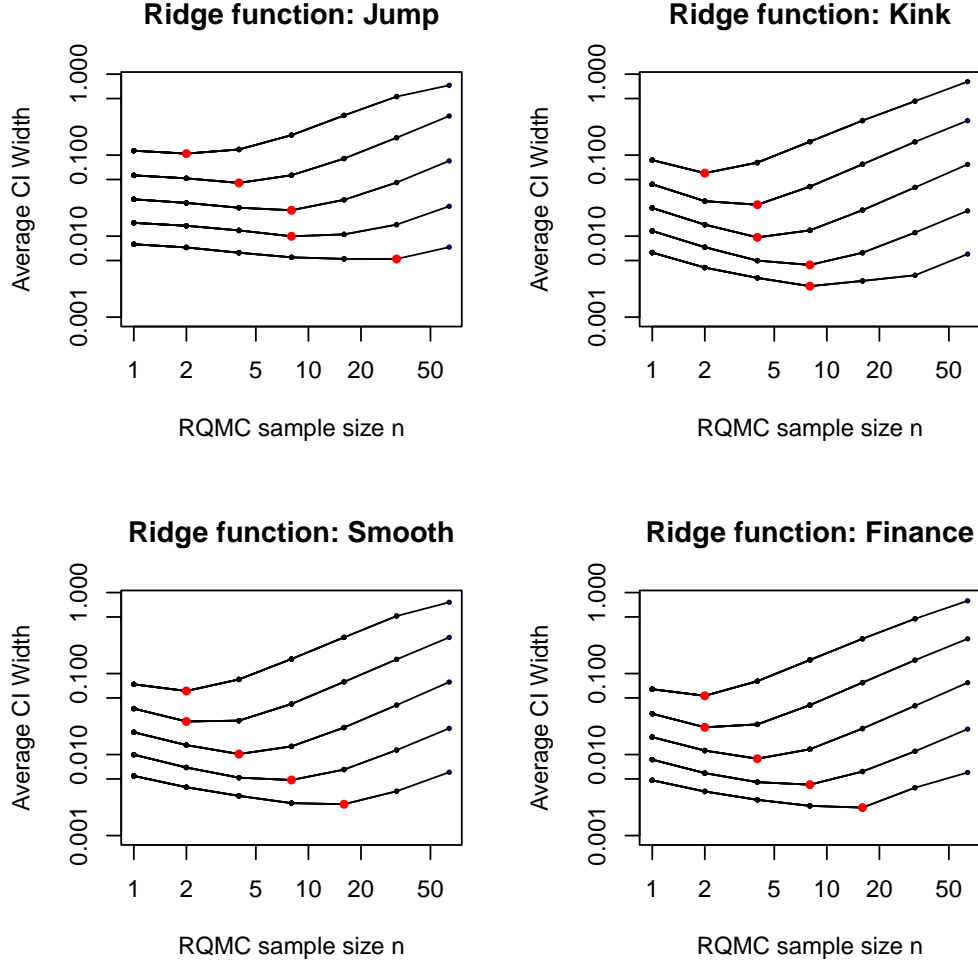 Ridge function: Jump
Average CI Width
0.001 0.010 0.100 1.000
1 2 5 10 20 50
RQMC sample size n
Ridge function: Kink
Average CI Width
0.001 0.010 0.100 1.000
1 2 5 10 20 50
RQMC sample size n
Ridge function: Smooth
Average CI Width
0.001 0.010 0.100 1.000
1 2 5 10 20 50
RQMC sample size n
Ridge function: Finance
Average CI Width
0.001 0.010 0.100 1.000
1 2 5 10 20 50
RQMC sample size n